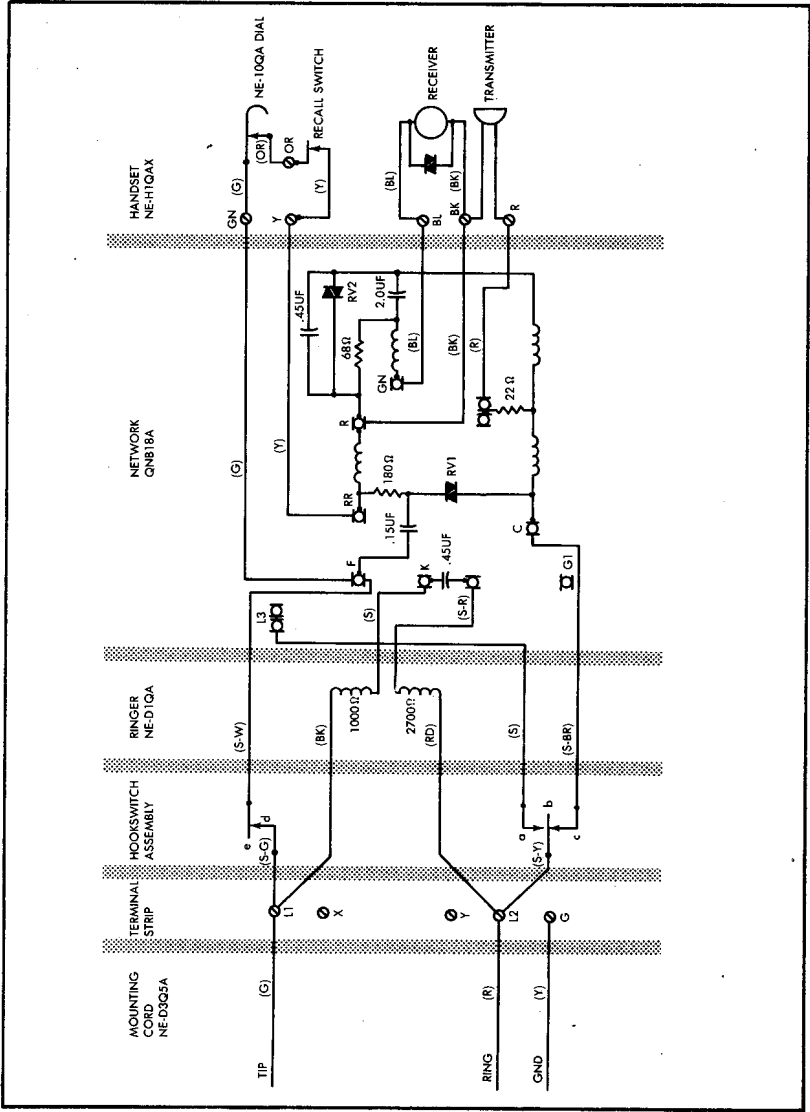 MOUNTING
CORD
NE-D3Q5A
TERMINAL
STRIP
HOOKSWITCH
ASSEMBLY
RINGER
NE-D1QA
NETWORK
QNB18A
HANDSET
NE-H1QAX
TIP
(G)
L1
X
(S-G)
e
d
(S-W)
(BK)
1000Ω
2700Ω
(RD)
L3
(S)
F
K
.45UF
(S-R)
.15UF
RR
180Ω
RV1
(G)
(Y)
R
68Ω
.45UF
RV2
2.0UF
GN
(BL)
(BK)
(R)
22Ω
C
G1
GN
(G)
(OR)
OR
NE-10QA DIAL
Y
(Y)
RECALL SWITCH
BL
(BL)
BK
(BK)
RECEIVER
R
TRANSMITTER
RING
(R)
Y
L2
(S-Y)
a
b
c
(S)
(S-BR)
GND
(Y)
G